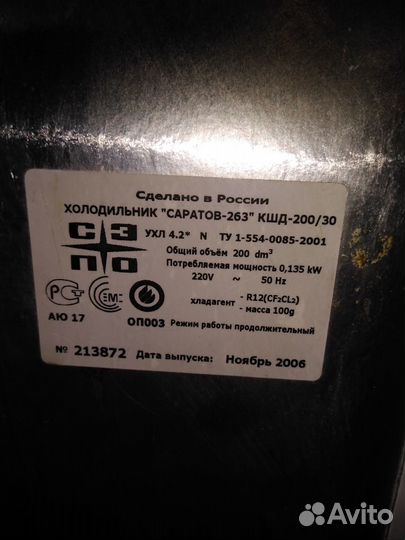 Сделано в России
ХОЛОДИЛЬНИК "САРАТОВ-263" КШД-200/30
СЭПО
УХЛ 4.2* N ТУ 1-554-0085-2001
Общий объём 200 dm³
Потребляемая мощность 0,135 kW
220V ~ 50 Hz
хладагент - R12(CF₂CL₂)
- масса 100g
АЮ 17 ОП003 Режим работы продолжительный
№ 213872 Дата выпуска: Ноябрь 2006
Avito